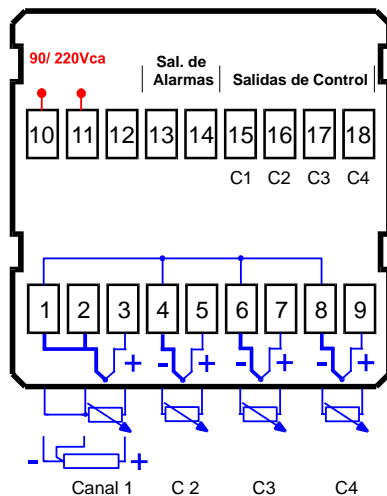 90/ 220Vca
Sal. de
Alarmas
Salidas de Control
10 11 12 13 14 15 16 17 18
C1 C2 C3 C4
1 2 3 4 5 6 7 8 9
+ - + - + - +
- +
Canal 1 C 2 C3 C4